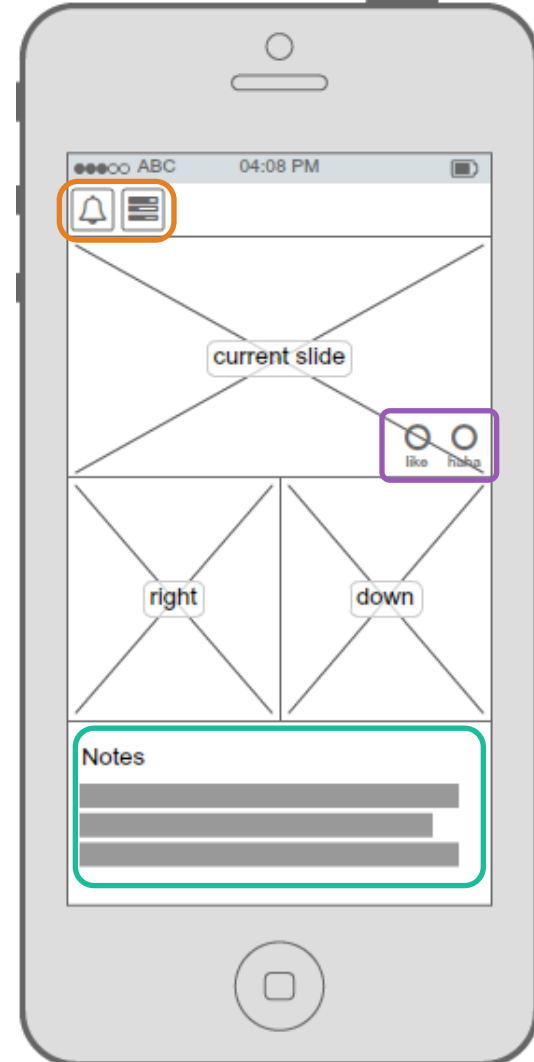 ABC 04:08 PM
current slide
like haha
right down
Notes